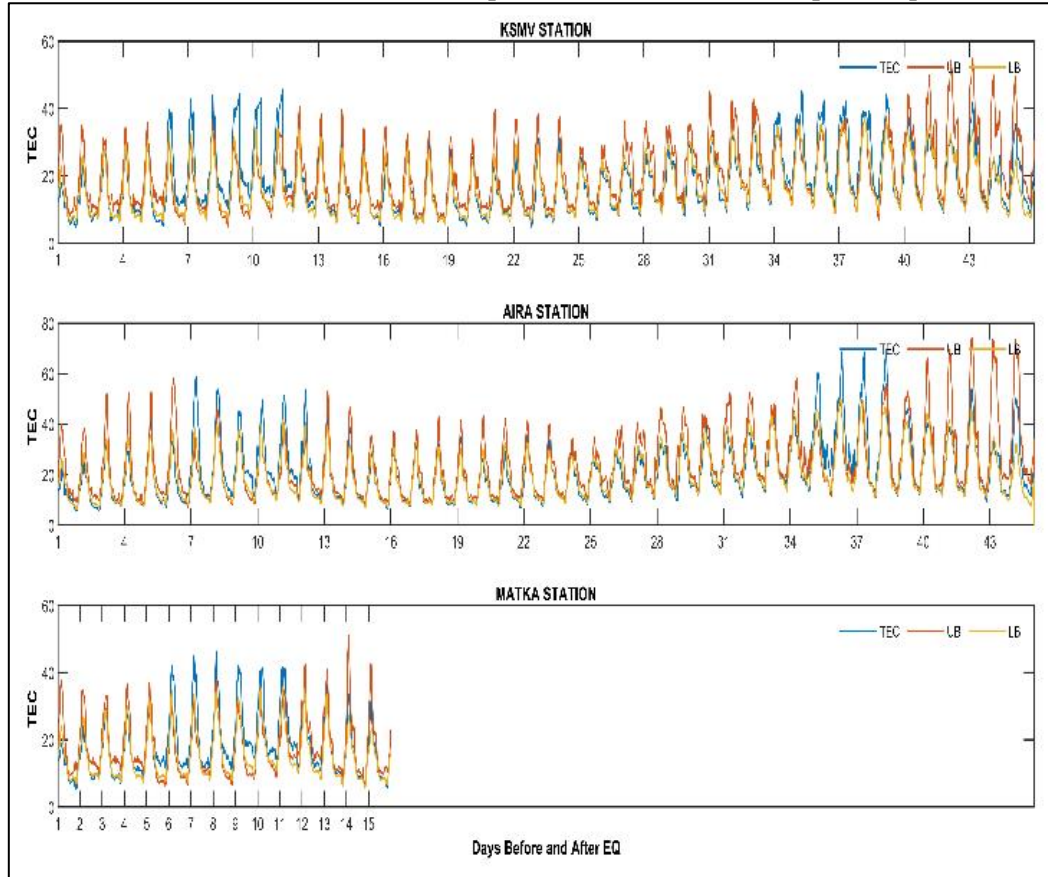 KSMV STATION
60
40
20
0
TEC
TEC UB LB
1 4 7 10 13 16 19 22 25 28 31 34 37 40 43
AIRA STATION
80
60
40
20
0
TEC
TEC UB LB
1 4 7 10 13 16 19 22 25 28 31 34 37 40 43
MATKA STATION
60
40
20
0
TEC
TEC UB LB
1 2 3 4 5 6 7 8 9 10 11 12 13 14 15
Days Before and After EQ